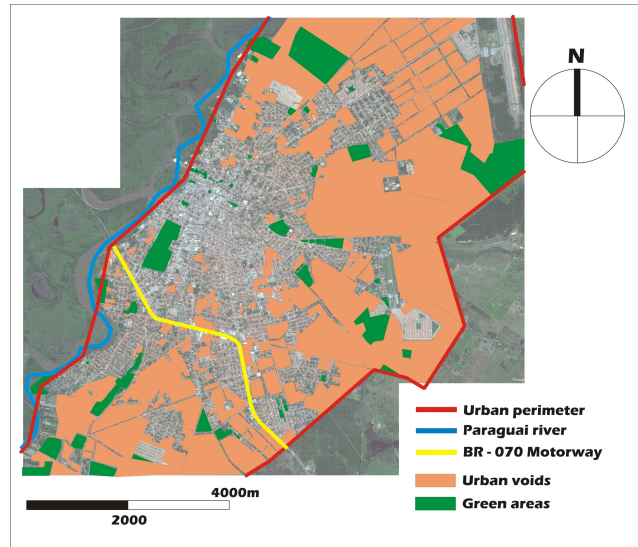 N
Urban perimeter
Paraguai river
BR - 070 Motorway
Urban voids
Green areas
4000m
2000